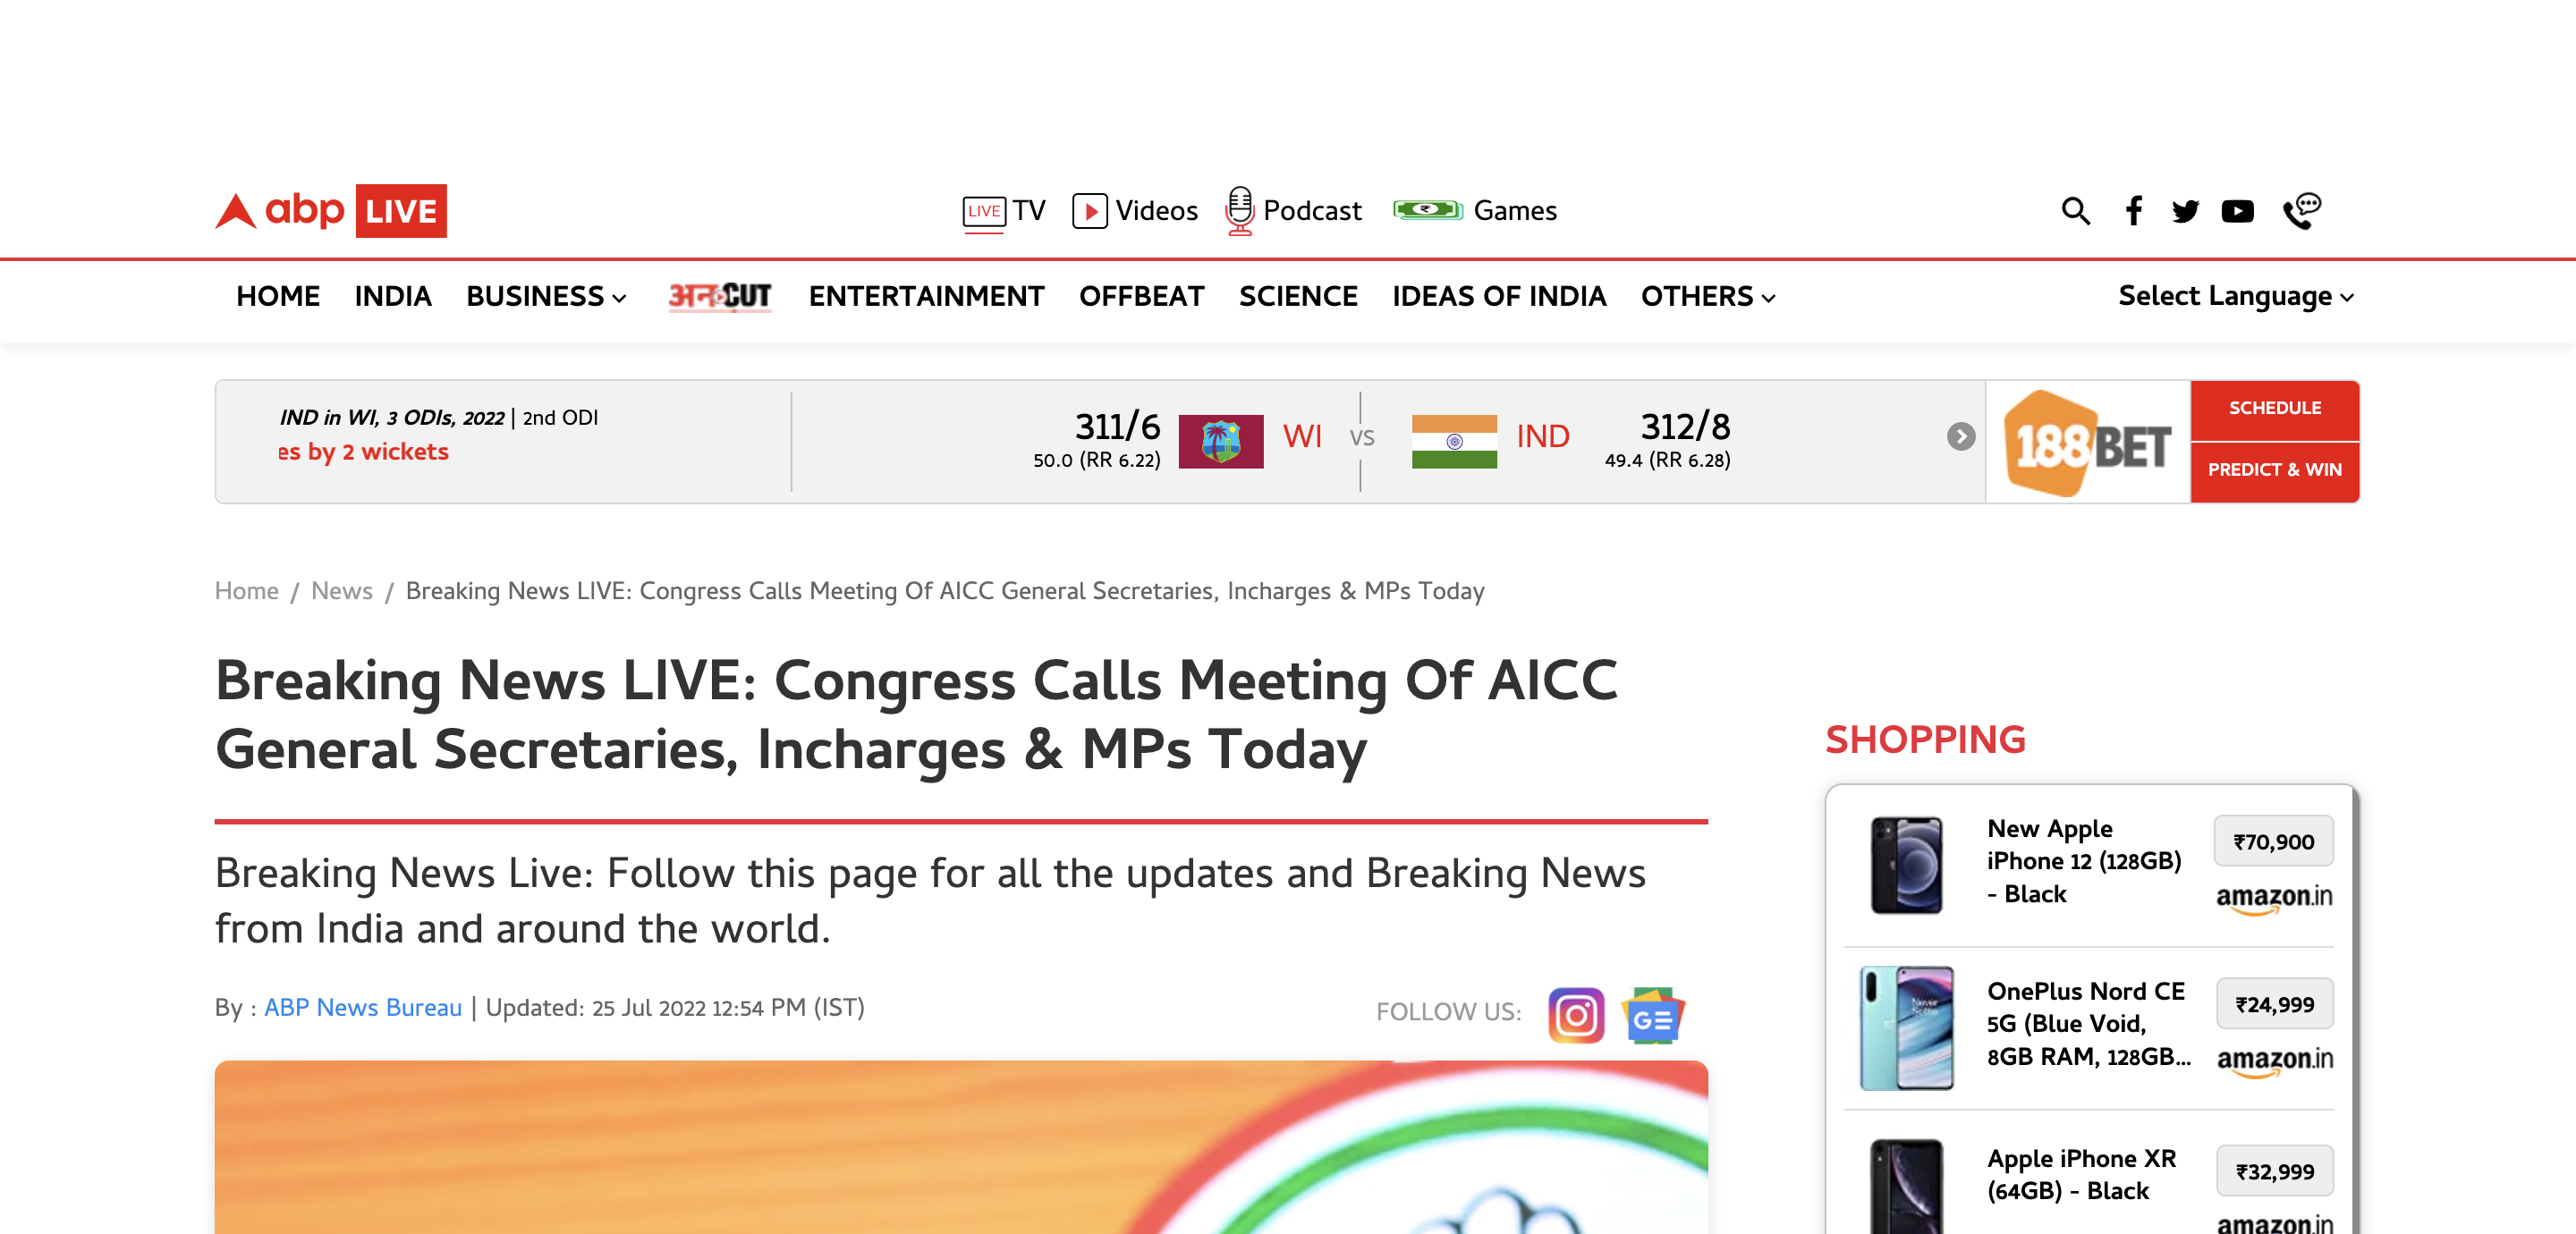 abp LIVE
LIVE TV Videos Podcast Games
HOME INDIA BUSINESS अनCUT ENTERTAINMENT OFFBEAT SCIENCE IDEAS OF INDIA OTHERS Select Language
IND in WI, 3 ODIs, 2022 | 2nd ODI
es by 2 wickets
311/6 WI VS IND 312/8
50.0 (RR 6.22) 49.4 (RR 6.28)
188BET
SCHEDULE
PREDICT & WIN
Home / News / Breaking News LIVE: Congress Calls Meeting Of AICC General Secretaries, Incharges & MPs Today
Breaking News LIVE: Congress Calls Meeting Of AICC
General Secretaries, Incharges & MPs Today
Breaking News Live: Follow this page for all the updates and Breaking News
from India and around the world.
By : ABP News Bureau | Updated: 25 Jul 2022 12:54 PM (IST)
FOLLOW US:
GE
SHOPPING
New Apple
iPhone 12 (128GB)
- Black
₹70,900
amazon.in
OnePlus Nord CE
5G (Blue Void,
8GB RAM, 128GB...
₹24,999
amazon.in
Apple iPhone XR
(64GB) - Black
₹32,999
amazon.in